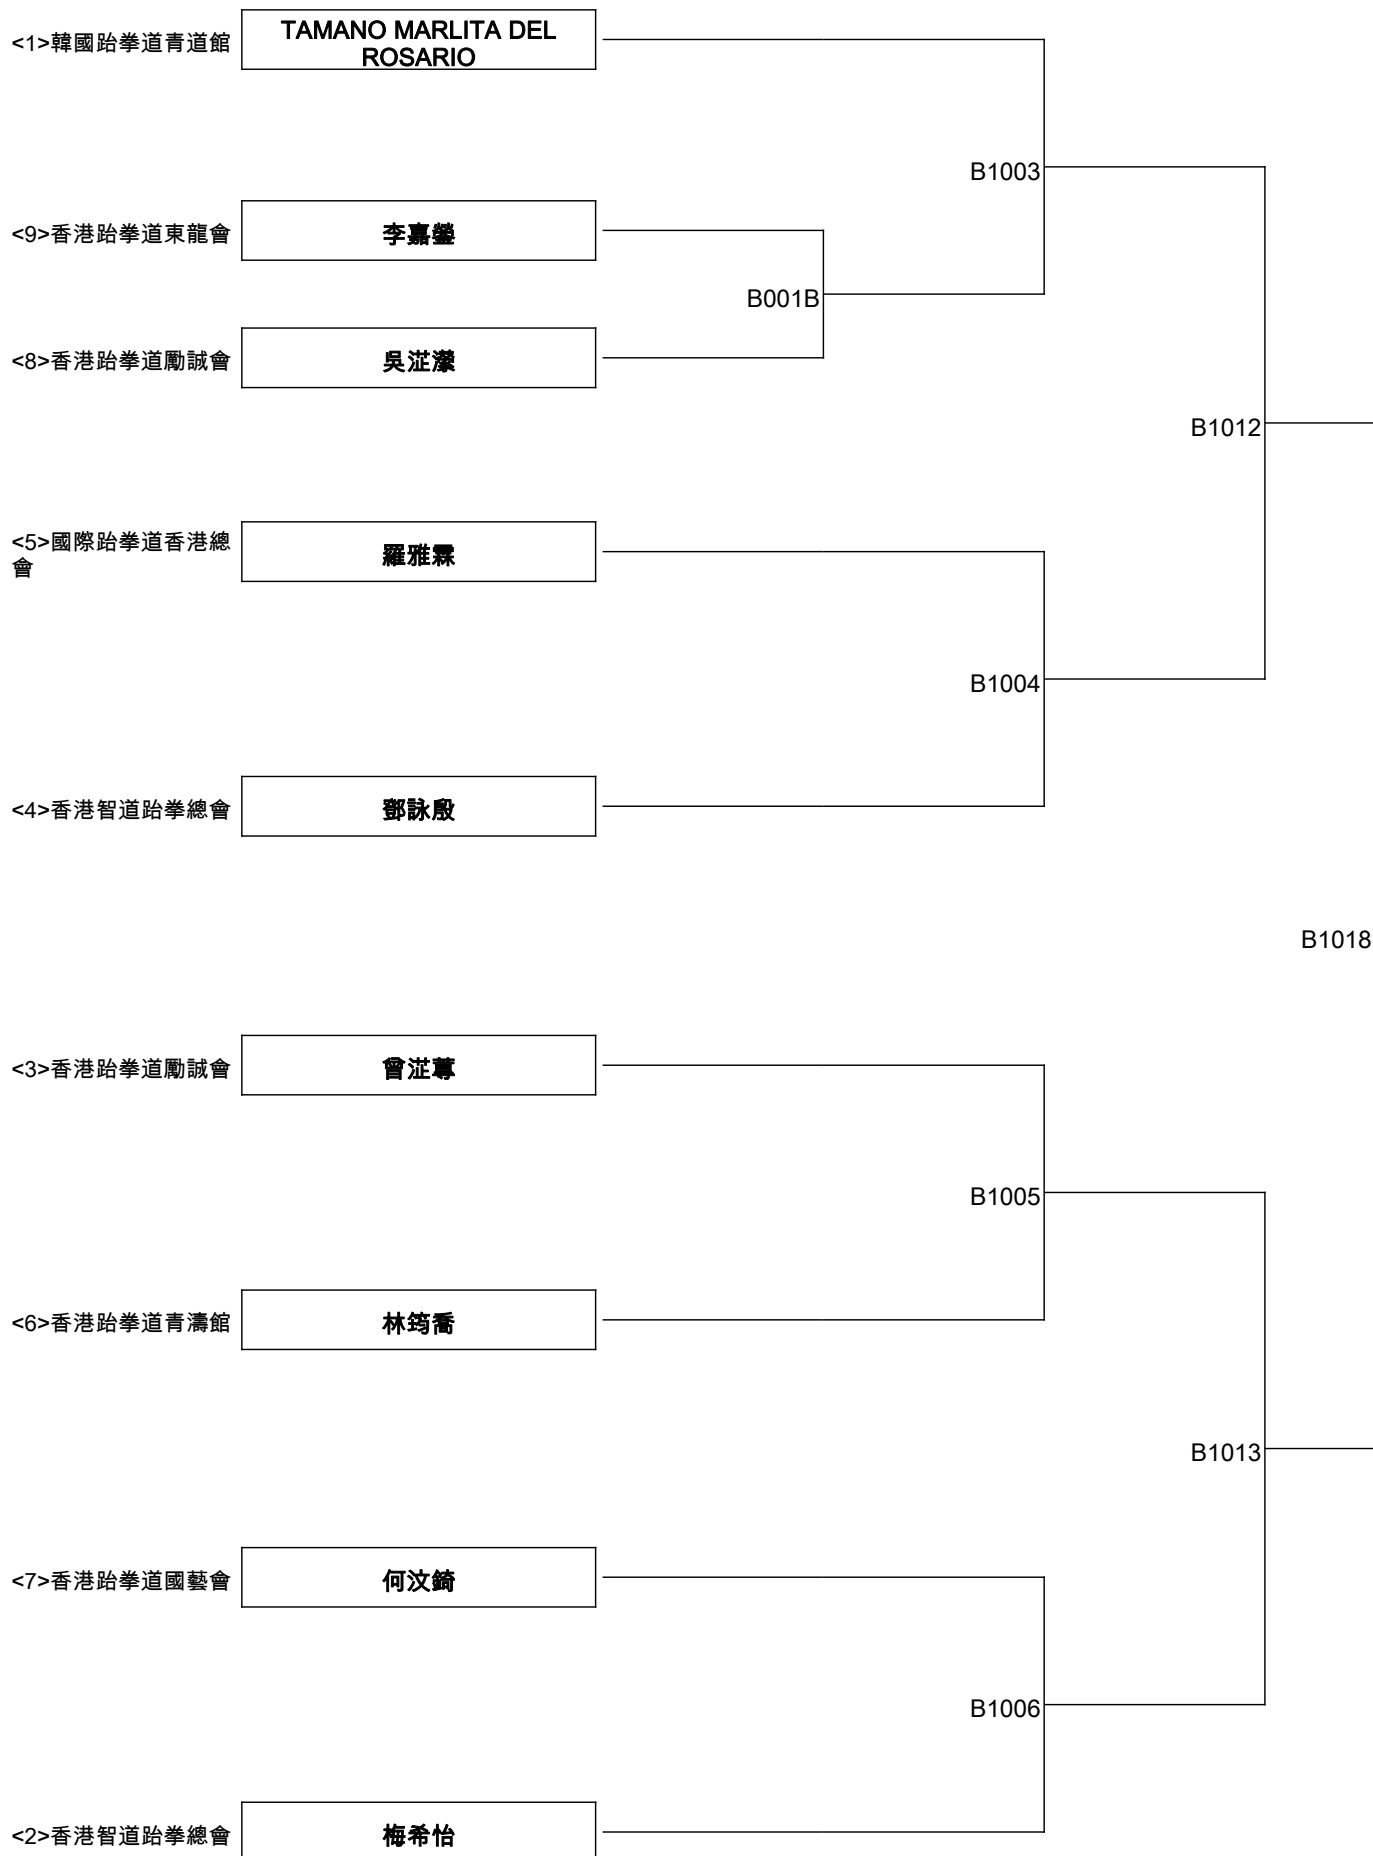 <1>韓國跆拳道青道館
TAMANO MARLITA DEL
ROSARIO
B1003
<9>香港跆拳道東龍會
李嘉鎣
B001B
<8>香港跆拳道勵誠會
吳泟瀠
B1012
<5>國際跆拳道香港總
會
羅雅霖
B1004
<4>香港智道跆拳總會
鄧詠殷
B1018
<3>香港跆拳道勵誠會
曾泟蓴
B1005
<6>香港跆拳道青濤館
林筠喬
B1013
<7>香港跆拳道國藝會
何汶錡
B1006
<2>香港智道跆拳總會
梅希怡